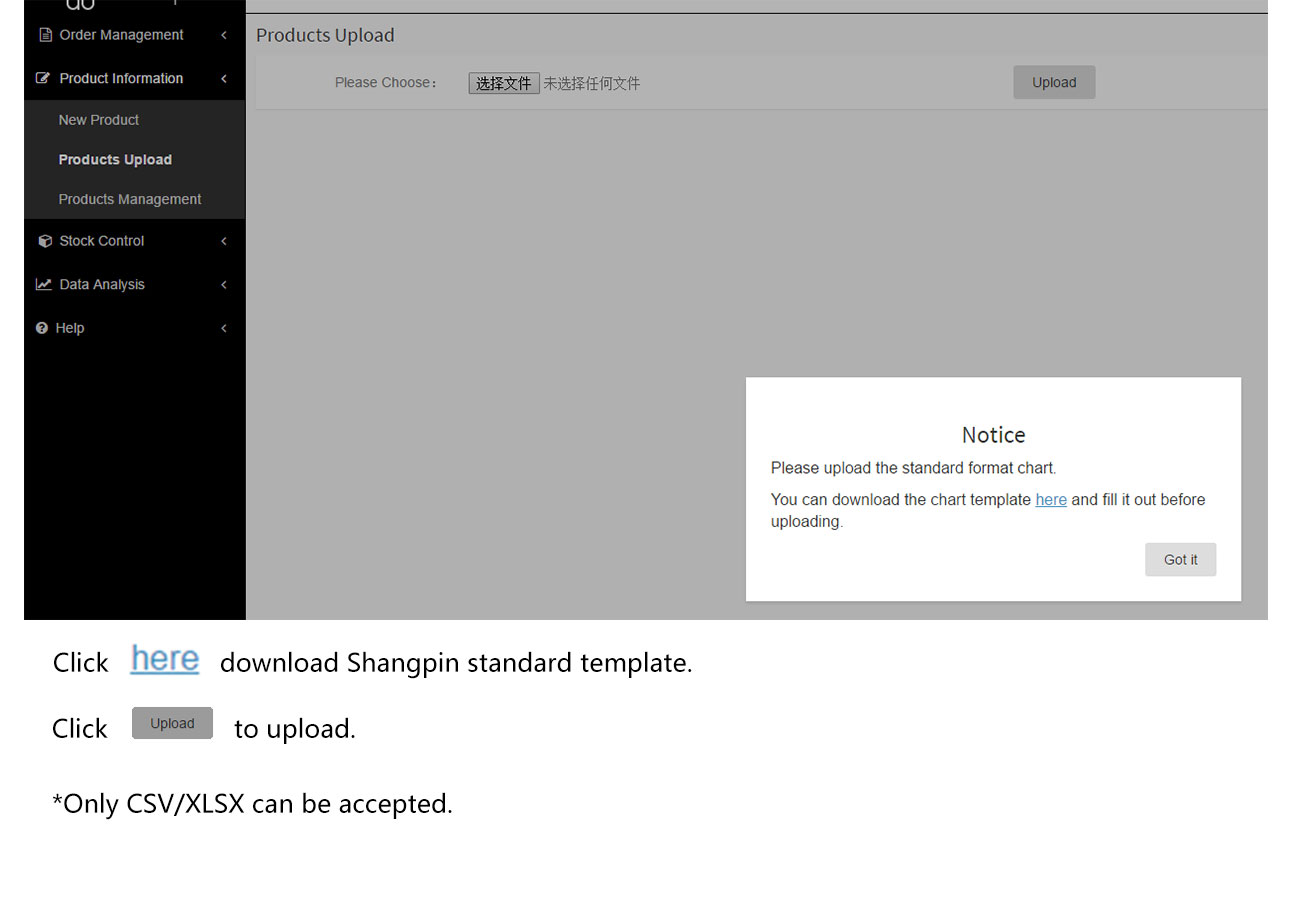 Order Management
Products Upload
Please Choose：
选择文件 未选择任何文件
Upload
Product Information
New Product
Products Upload
Products Management
Stock Control
Data Analysis
Help
Notice
Please upload the standard format chart.
You can download the chart template here and fill it out before
uploading.
Got it
Click here download Shangpin standard template.
Click Upload to upload.
*Only CSV/XLSX can be accepted.